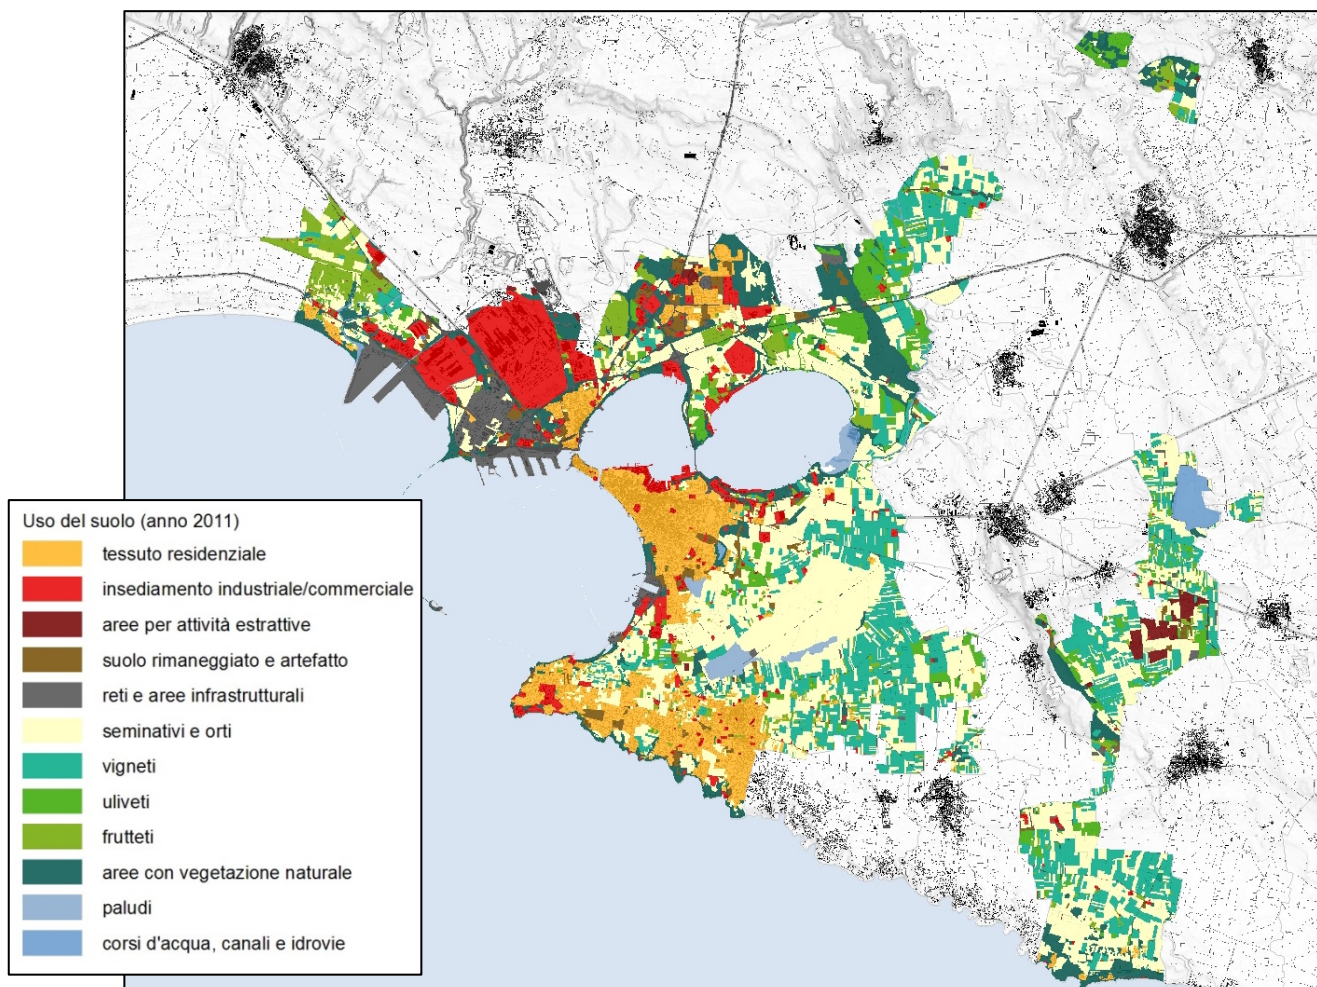 Uso del suolo (anno 2011)
tessuto residenziale
insediamento industriale/commerciale
aree per attività estrattive
suolo rimaneggiato e artefatto
reti e aree infrastrutturali
seminativi e orti
vigneti
uliveti
frutteti
aree con vegetazione naturale
paludi
corsi d'acqua, canali e idrovie